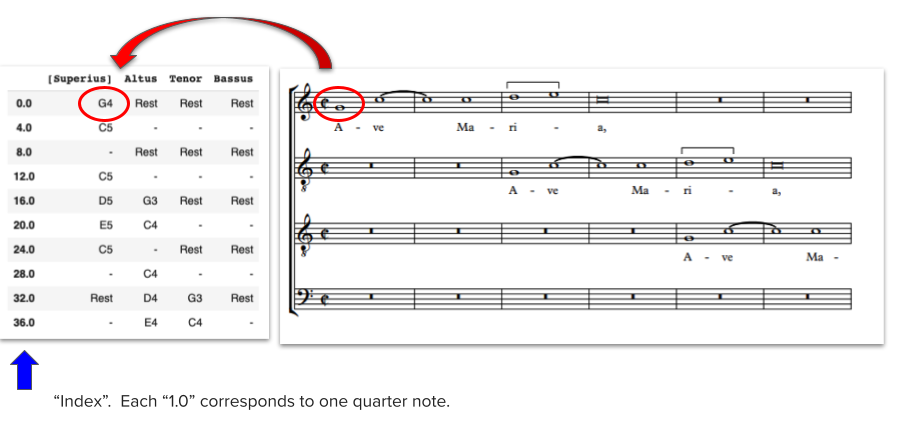 [Superius] Altus Tenor Bassus
0.0 G4 Rest Rest Rest
4.0 C5 - - -
8.0 - Rest Rest Rest
12.0 C5 - - -
16.0 D5 G3 Rest Rest
20.0 E5 C4 - -
24.0 C5 - Rest Rest
28.0 - C4 - -
32.0 Rest D4 G3 Rest
36.0 - E4 C4 -
A - ve Ma - ri - a,
A - ve Ma - ri - a,
A - ve Ma -
“Index”. Each “1.0” corresponds to one quarter note.